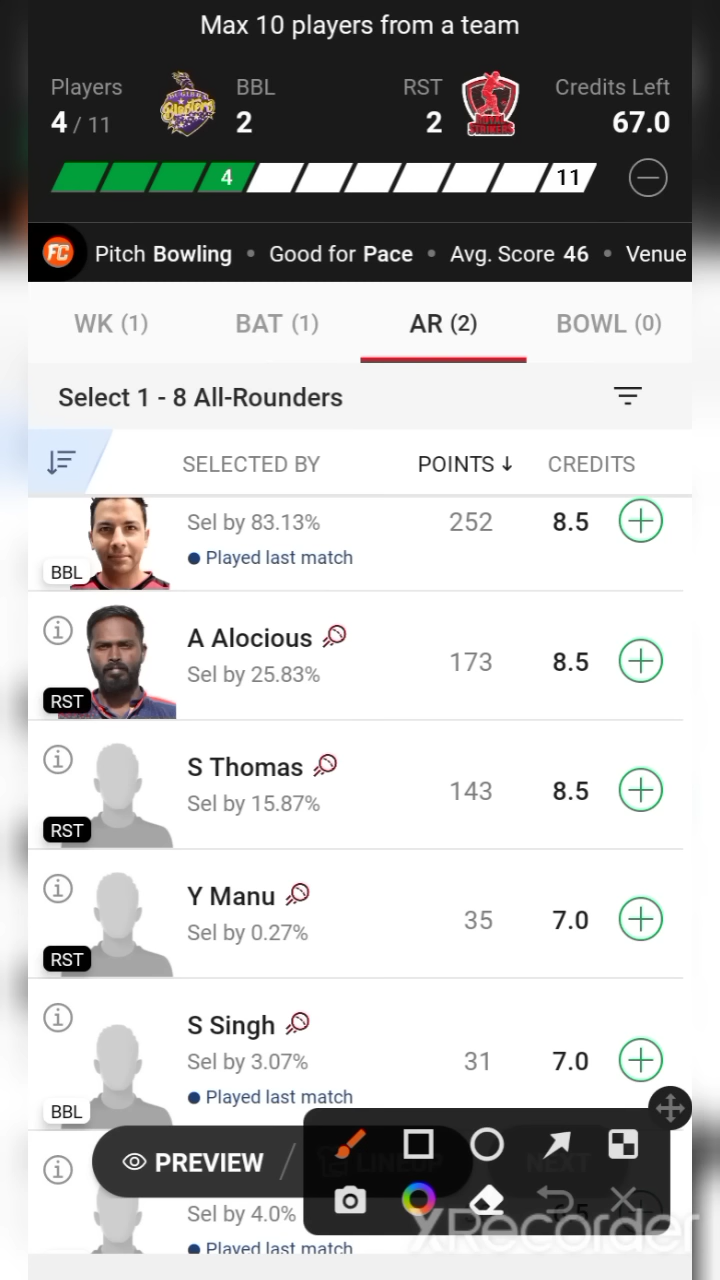 Max 10 players from a team
Players BBL RST Credits Left
4 / 11 2 2 67.0
4 11
FC Pitch Bowling • Good for Pace • Avg. Score 46 • Venue
WK (1) BAT (1) AR (2) BOWL (0)
Select 1 - 8 All-Rounders
SELECTED BY POINTS ↓ CREDITS
Sel by 83.13% 252 8.5
Played last match
BBL
A Alocious
Sel by 25.83% 173 8.5
RST
S Thomas
Sel by 15.87% 143 8.5
RST
Y Manu
Sel by 0.27% 35 7.0
RST
S Singh
Sel by 3.07% 31 7.0
Played last match
BBL
PREVIEW / LINEUP NEXT
Sel by 4.0%
Played last match
XRecorder